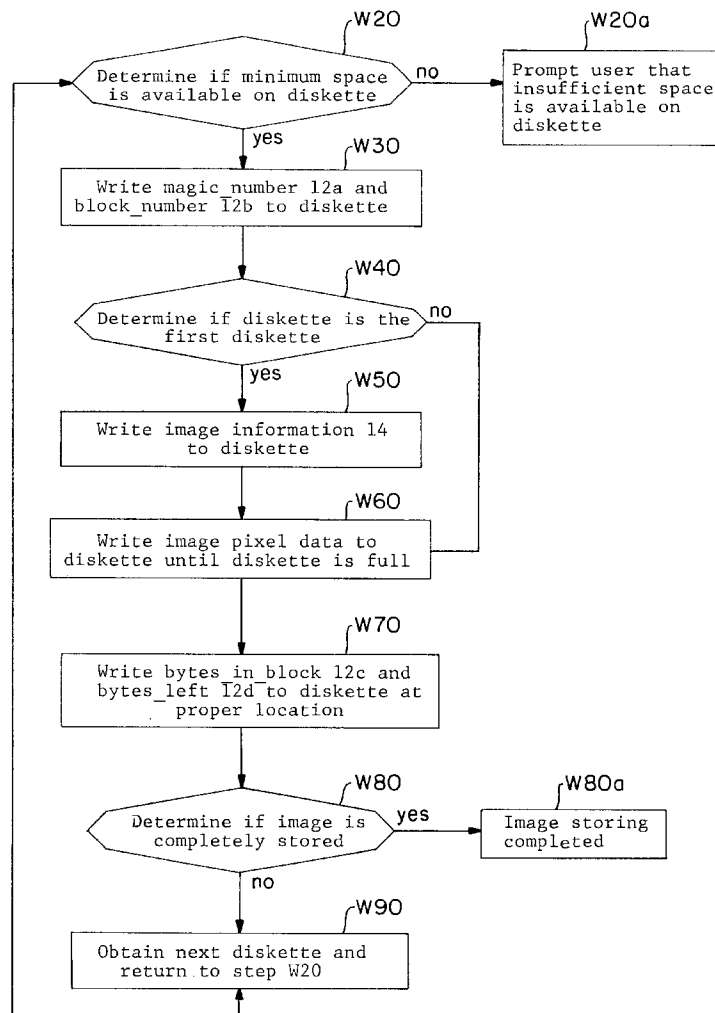 W20
Determine if minimum space
is available on diskette
no
W20a
Prompt user that
insufficient space
is available on
diskette
yes
W30
Write magic_number 12a and
block_number 12b to diskette
W40
Determine if diskette is the
first diskette
no
yes
W50
Write image information 14
to diskette
W60
Write image pixel data to
diskette until diskette is full
W70
Write bytes_in_block 12c and
bytes_left 12d to diskette at
proper location
W80
Determine if image is
completely stored
yes
W80a
Image storing
completed
no
W90
Obtain next diskette and
return to step W20